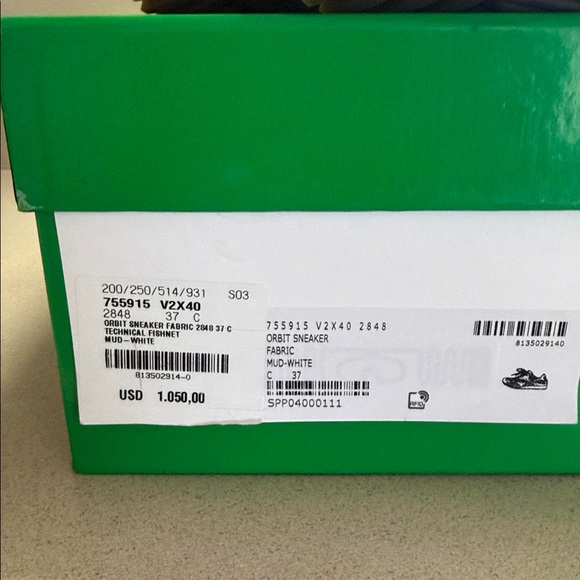 200/250/514/931 S03
755915 V2X40
2848 37 C
ORBIT SNEAKER FABRIC 2848 37 C
TECHNICAL FISHNET
MUD-WHITE
813502914-0
USD 1.050,00
755915 V2X40 2848
ORBIT SNEAKER
FABRIC
MUD-WHITE
C 37
SPP04000111
RFID
8135029140